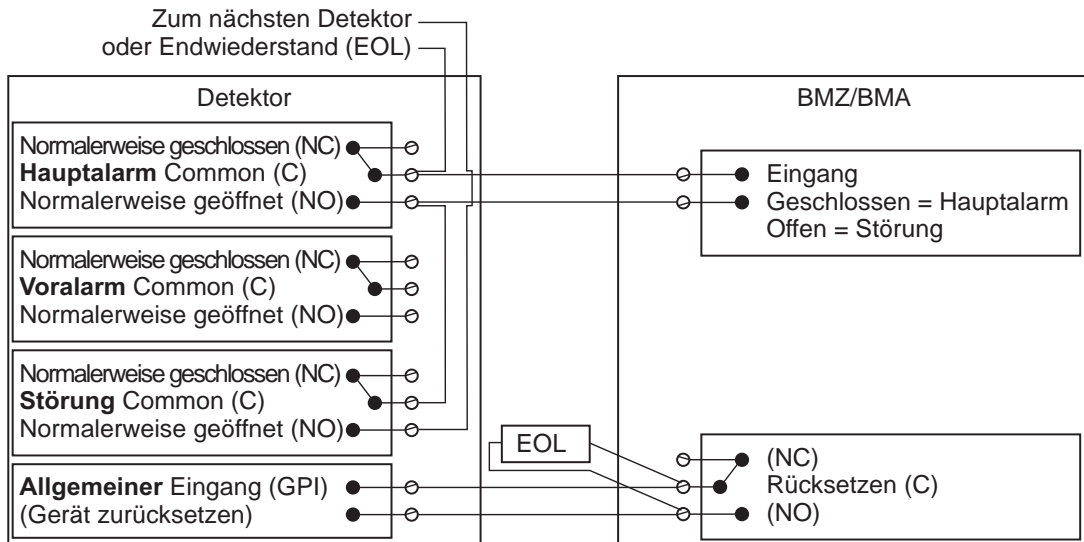 Zum nächsten Detektor
oder Endwiederstand (EOL)
Detektor
Normalerweise geschlossen (NC)
Hauptalarm Common (C)
Normalerweise geöffnet (NO)
Normalerweise geschlossen (NC)
Voralarm Common (C)
Normalerweise geöffnet (NO)
Normalerweise geschlossen (NC)
Störung Common (C)
Normalerweise geöffnet (NO)
Allgemeiner Eingang (GPI)
(Gerät zurücksetzen)
EOL
BMZ/BMA
Eingang
Geschlossen = Hauptalarm
Offen = Störung
(NC)
Rücksetzen (C)
(NO)